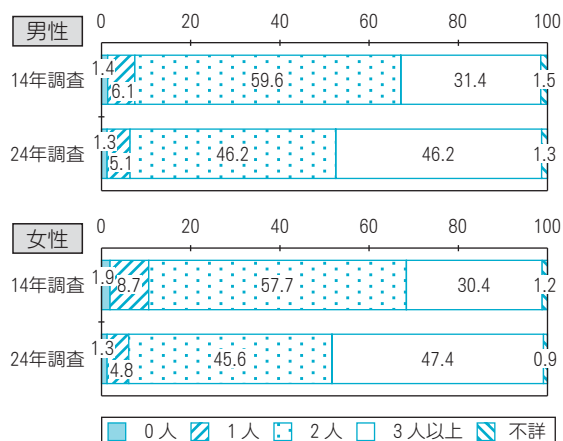 男性
0 20 40 60 80 100
14年調査 1.4 6.1 59.6 31.4 1.5
24年調査 1.3 5.1 46.2 46.2 1.3
女性
0 20 40 60 80 100
14年調査 1.9 8.7 57.7 30.4 1.2
24年調査 1.3 4.8 45.6 47.4 0.9
0人 1人 2人 3人以上 不詳